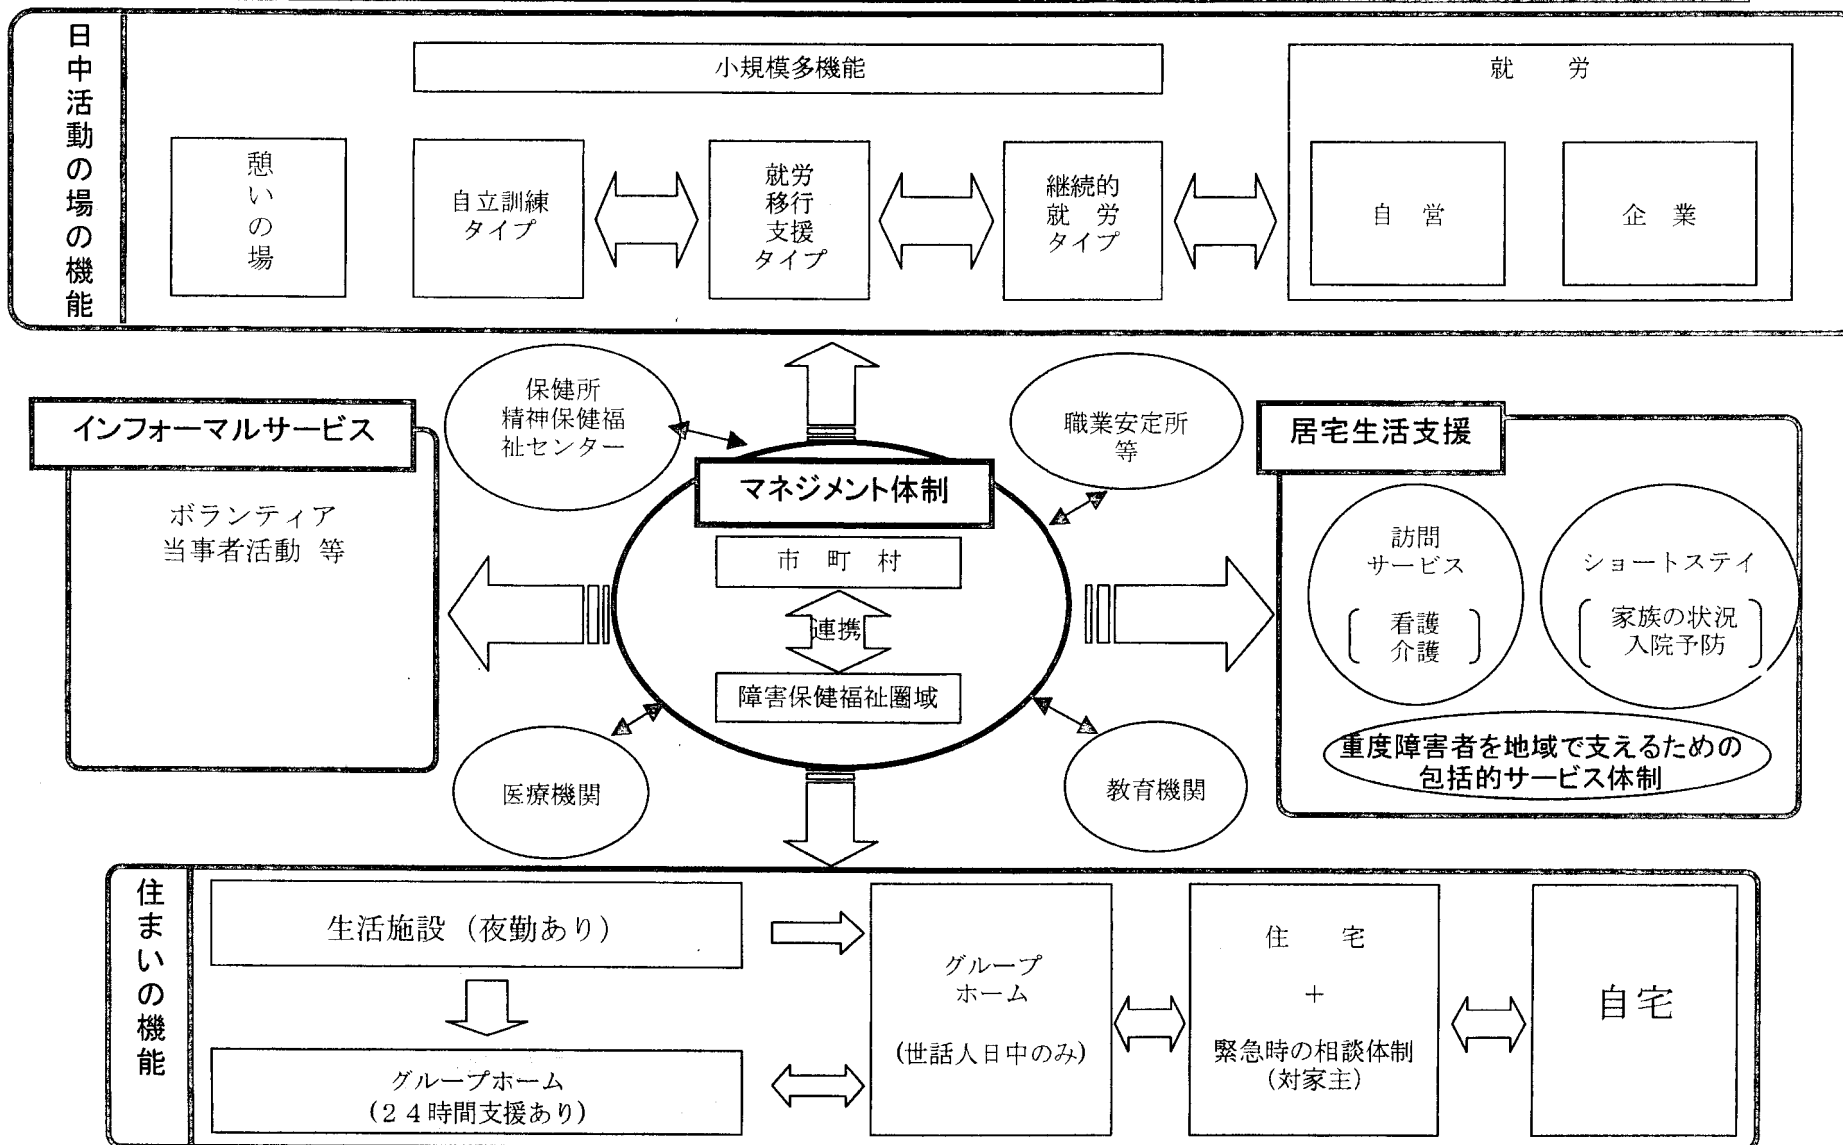 日中活動の場の機能
小規模多機能
就　労
憩いの場
自立訓練
タイプ
就労
移行
支援
タイプ
継続的
就　労
タイプ
自　営
企　業
保健所
精神保健福
祉センター
職業安定所
等
インフォーマルサービス
ボランティア
当事者活動 等
マネジメント体制
市　町　村
連携
障害保健福祉圏域
居宅生活支援
訪問
サービス
看護
介護
ショートステイ
家族の状況
入院予防
重度障害者を地域で支えるための
包括的サービス体制
医療機関
教育機関
住まいの機能
生活施設（夜勤あり）
グループホーム
(２４時間支援あり)
グループ
ホーム
(世話人日中のみ)
住　宅
+
緊急時の相談体制
(対家主)
自宅